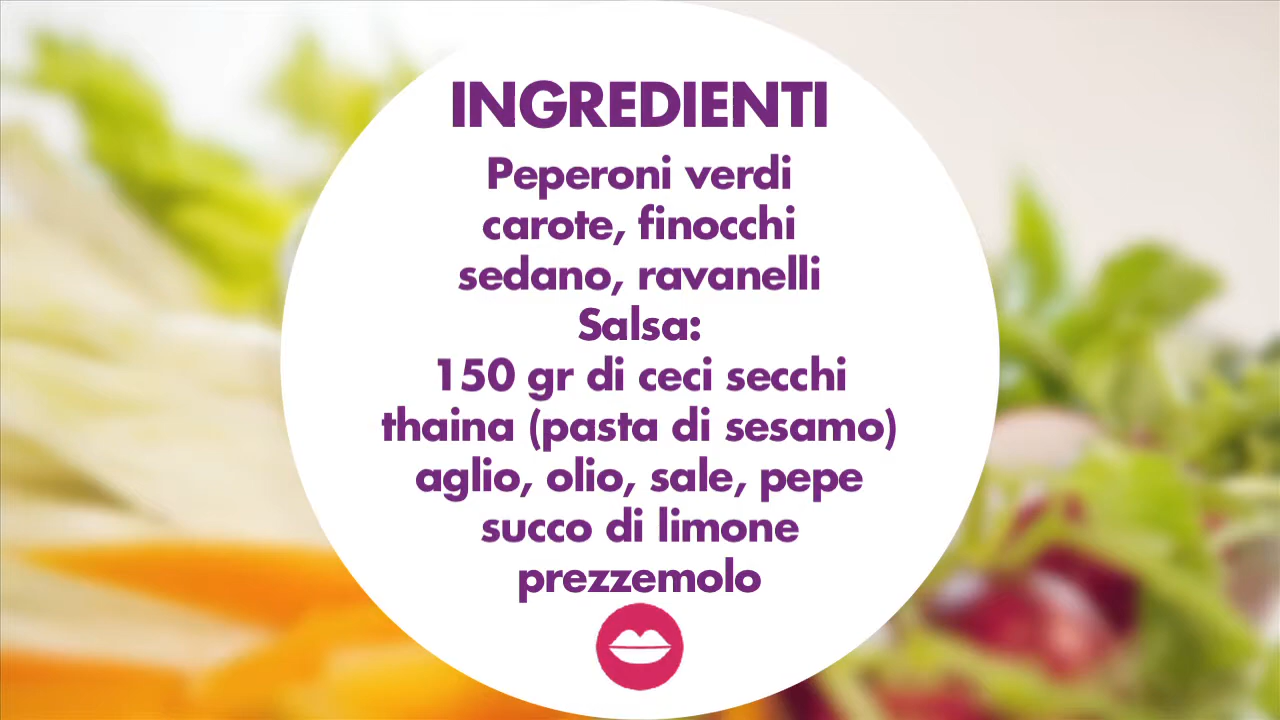 INGREDIENTI
Peperoni verdi
carote, finocchi
sedano, ravanelli
Salsa:
150 gr di ceci secchi
thaina (pasta di sesamo)
aglio, olio, sale, pepe
succo di limone
prezzemolo